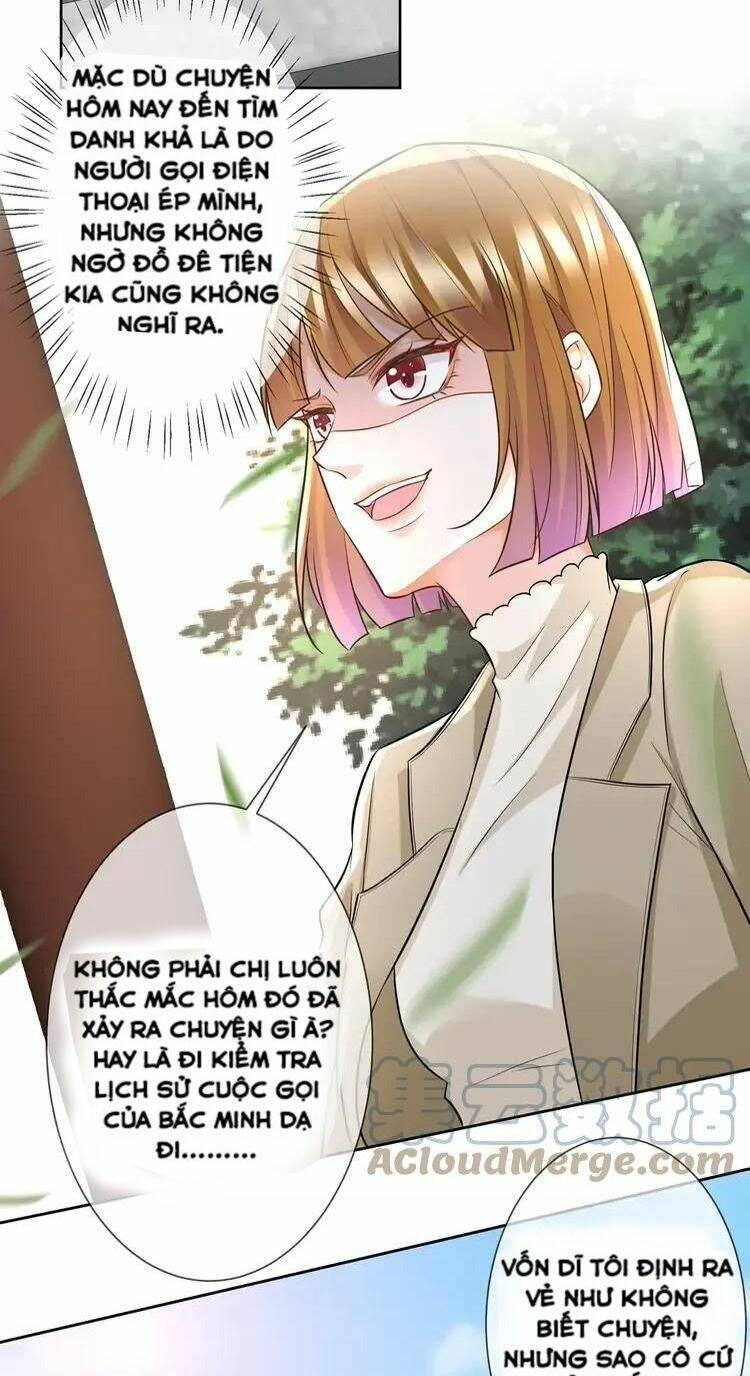 MẶC DÙ CHUYỆN
HÔM NAY ĐẾN TÌM
DANH KHẢ LÀ DO
NGƯỜI GỌI ĐIỆN
THOẠI ÉP MÌNH,
NHƯNG KHÔNG
NGỜ ĐỒ ĐÊ TIỆN
KIA CŨNG KHÔNG
NGHĨ RA.
KHÔNG PHẢI CHỊ LUÔN
THẮC MẮC HÔM ĐÓ ĐÃ
XẢY RA CHUYỆN GÌ À?
HAY LÀ ĐI KIỂM TRA
LỊCH SỬ CUỘC GỌI
CỦA BẮC MINH DẠ
ĐI.........
集云数据
ACloudMerge.com
VỐN DĨ TÔI ĐỊNH RA
VẺ NHƯ KHÔNG
BIẾT CHUYỆN,
NHƯNG SAO CÔ CỨ